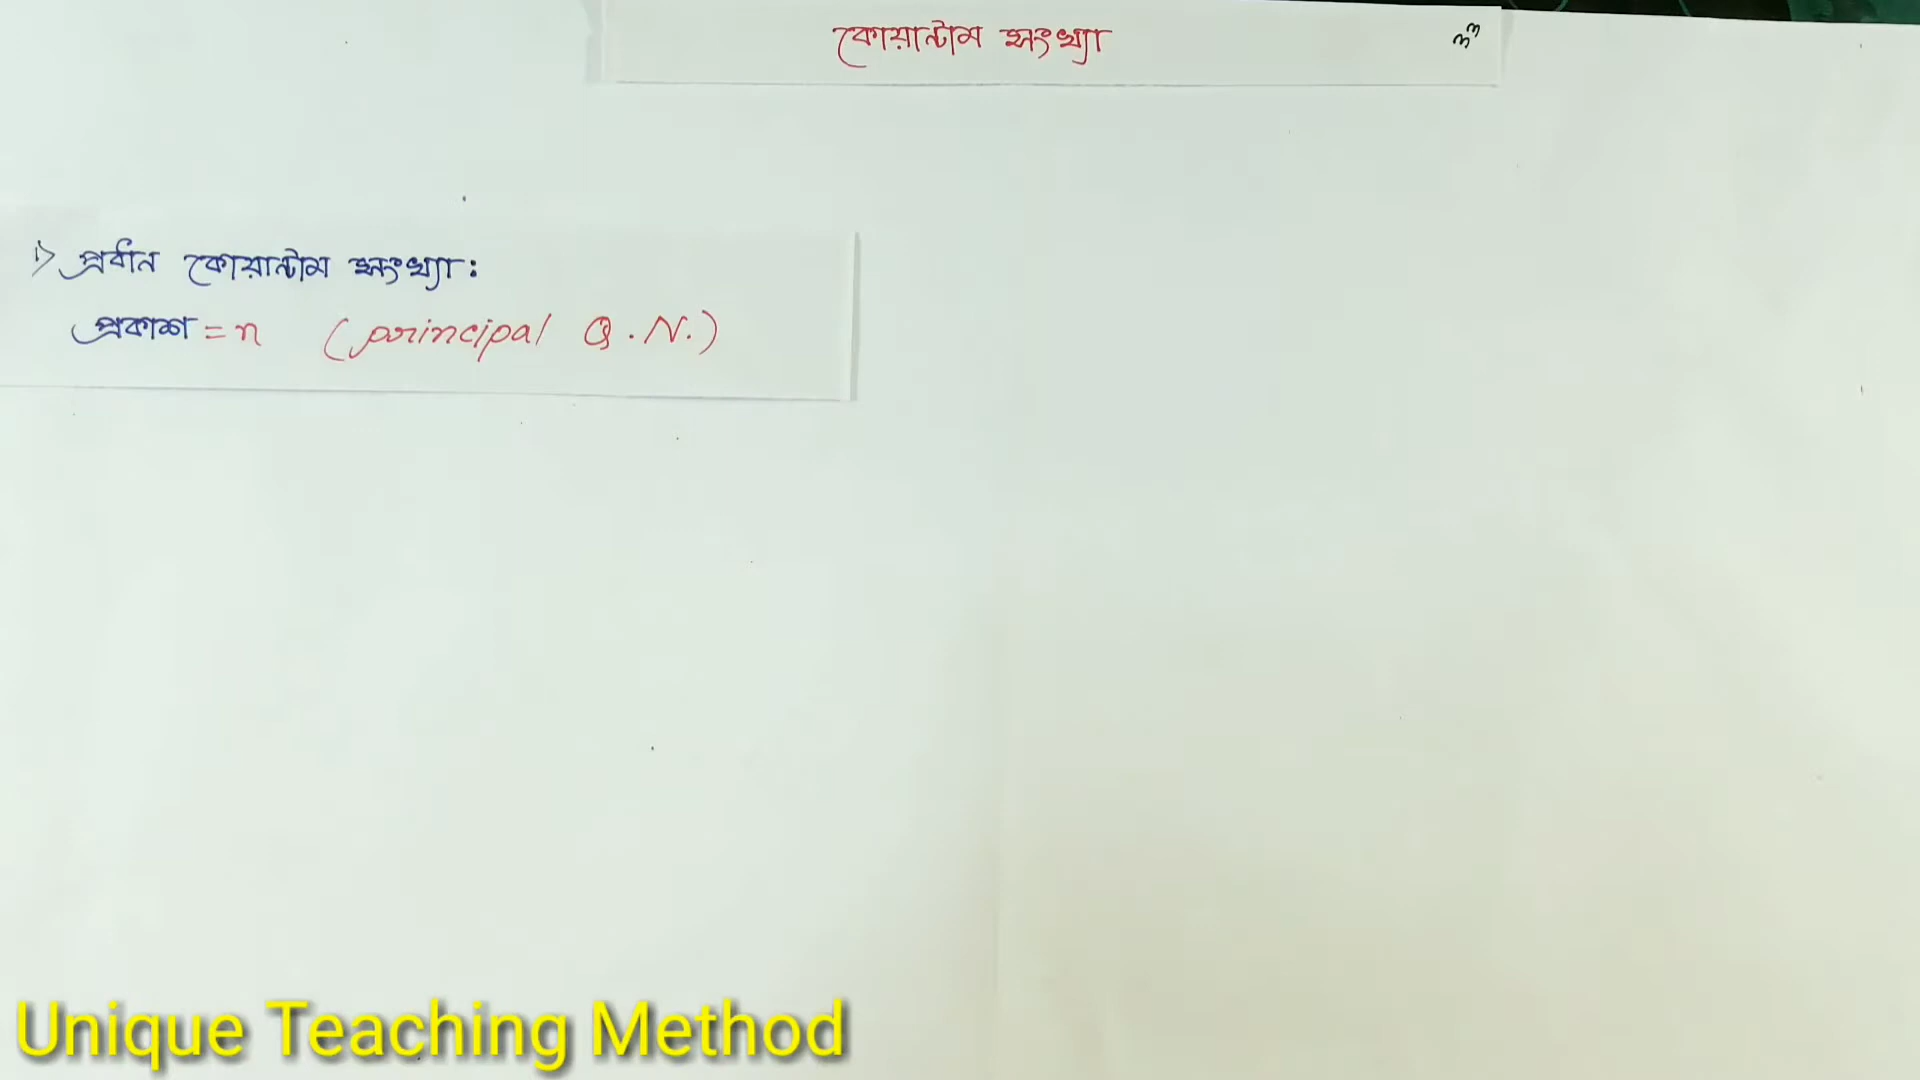 কোয়ান্টাম সংখ্যা
১> প্রধান কোয়ান্টাম সংখ্যা:
প্রকাশ = n (principal Q.N.)
Unique Teaching Method